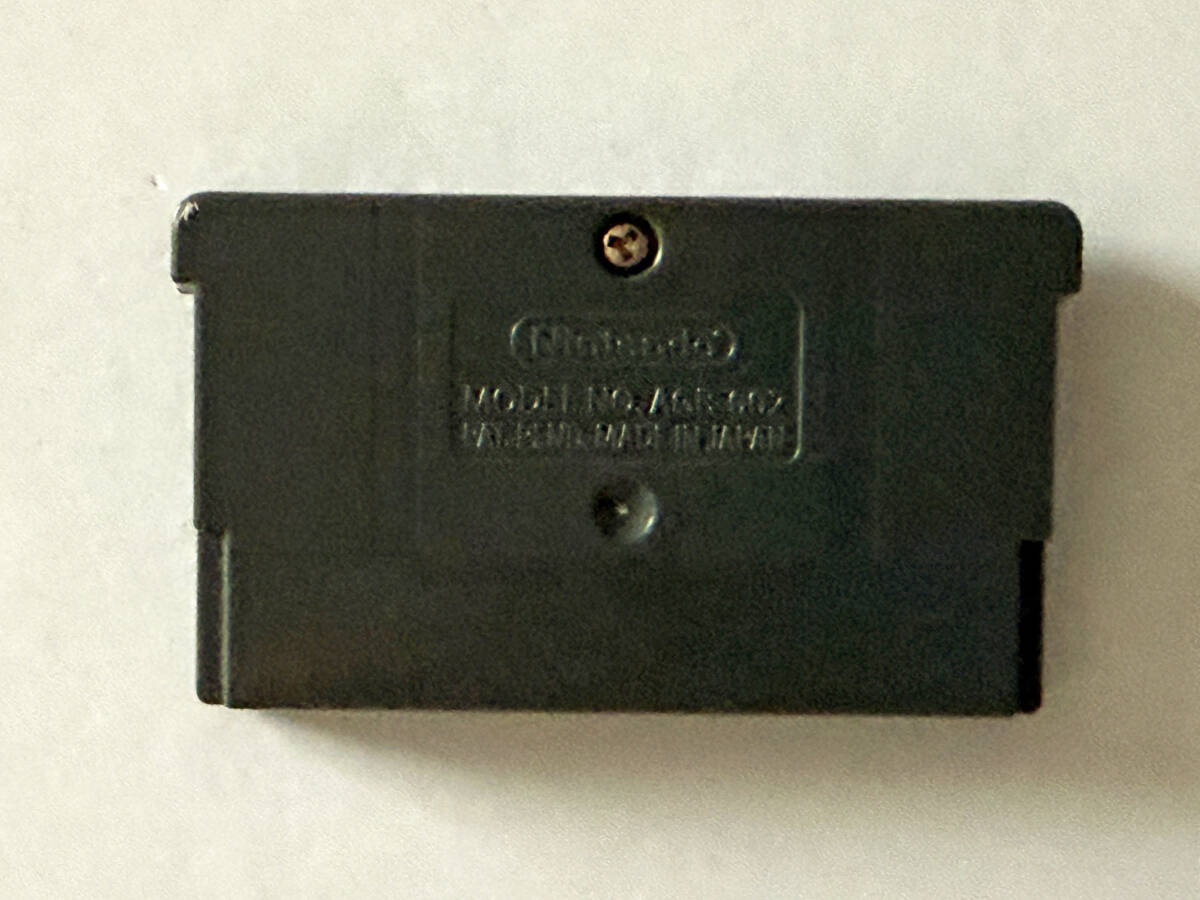 Nintendo
MODEL NO. AGB-002
PAT. PEND. MADE IN JAPAN